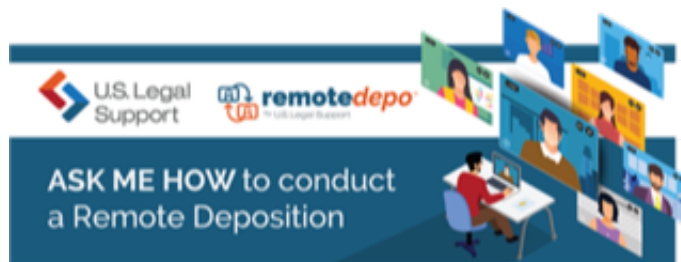 U.S. Legal
Support
remotedepo
by U.S. Legal Support
ASK ME HOW to conduct
a Remote Deposition